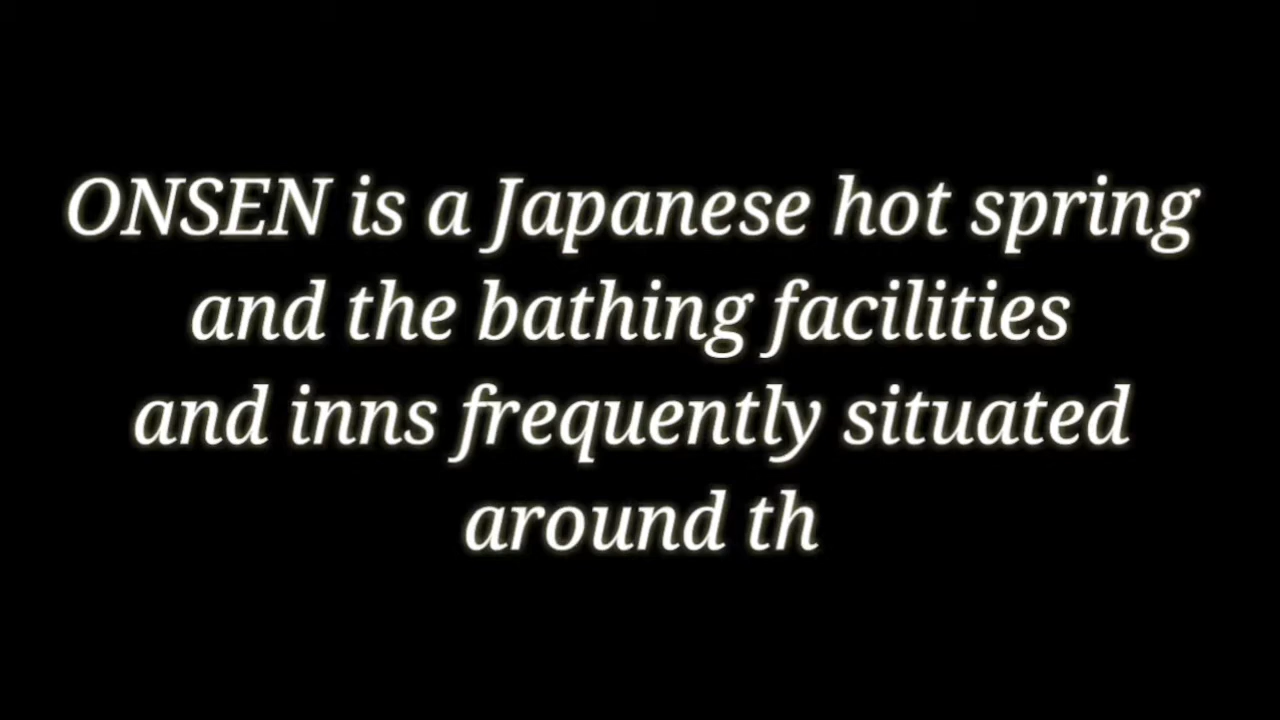 ONSEN is a Japanese hot spring
and the bathing facilities
and inns frequently situated
around th